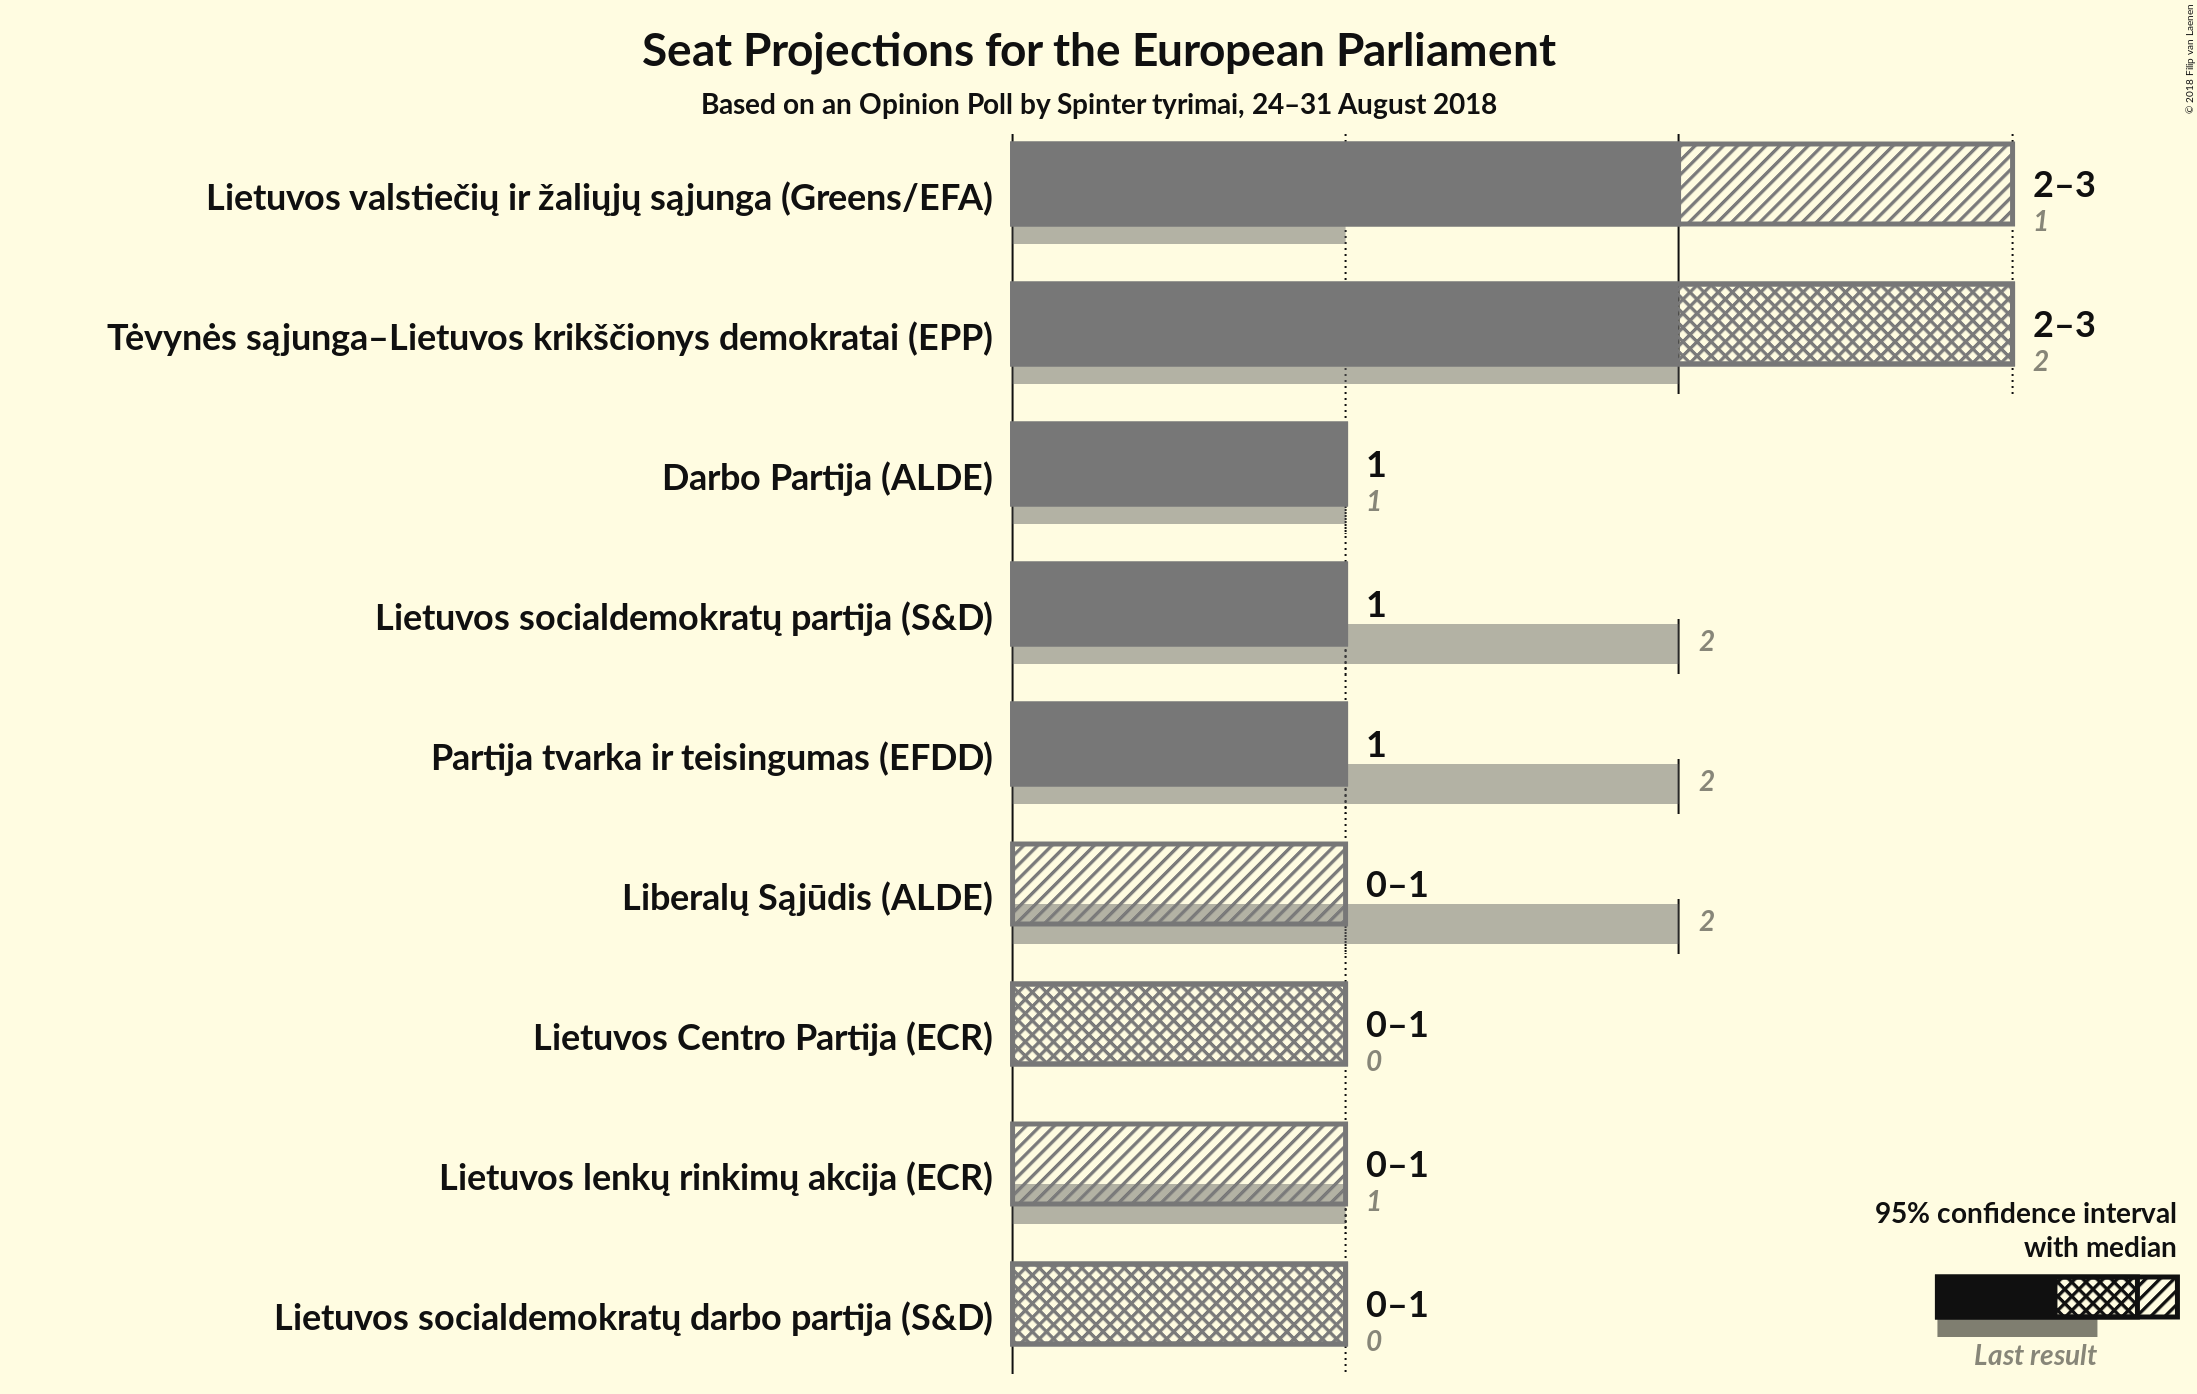 Seat Projections for the European Parliament
Based on an Opinion Poll by Spinter tyrimai, 24–31 August 2018
© 2018 Filip van Laenen
Lietuvos valstiečių ir žaliųjų sąjunga (Greens/EFA)
2–3
1
Tėvynės sąjunga–Lietuvos krikščionys demokratai (EPP)
2–3
2
Darbo Partija (ALDE)
1
1
Lietuvos socialdemokratų partija (S&D)
1
2
Partija tvarka ir teisingumas (EFDD)
1
2
Liberalų Sąjūdis (ALDE)
0–1
2
Lietuvos Centro Partija (ECR)
0–1
0
Lietuvos lenkų rinkimų akcija (ECR)
0–1
1
Lietuvos socialdemokratų darbo partija (S&D)
0–1
0
95% confidence interval
with median
Last result